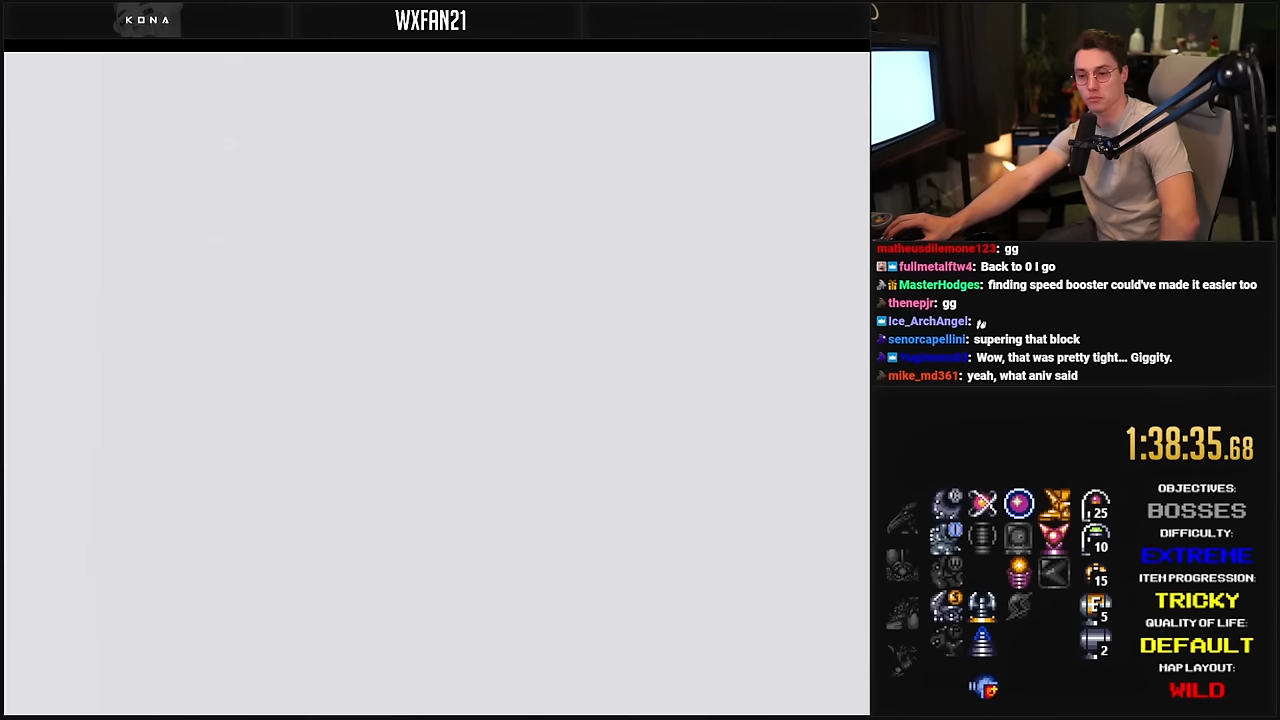 KONA
WXFAN21
matheusdilemone123: gg
fullmetalftw4: Back to 0 I go
MasterHodges: finding speed booster could've made it easier too
thenepjr: gg
Ice_ArchAngel:
senorcapellini: supering that block
: Wow, that was pretty tight... Giggity.
mike_md361: yeah, what aniv said
1:38:35.68
OBJECTIVES:
BOSSES
DIFFICULTY:
EXTREME
ITEM PROGRESSION:
TRICKY
QUALITY OF LIFE:
DEFAULT
MAP LAYOUT:
WILD
25
10
15
5
2